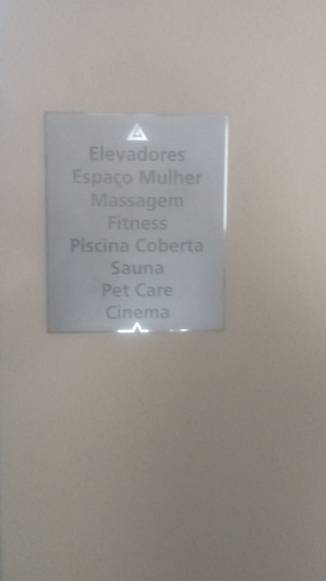 Elevadores
Espaço Mulher
Massagem
Fitness
Piscina Coberta
Sauna
Pet Care
Cinema